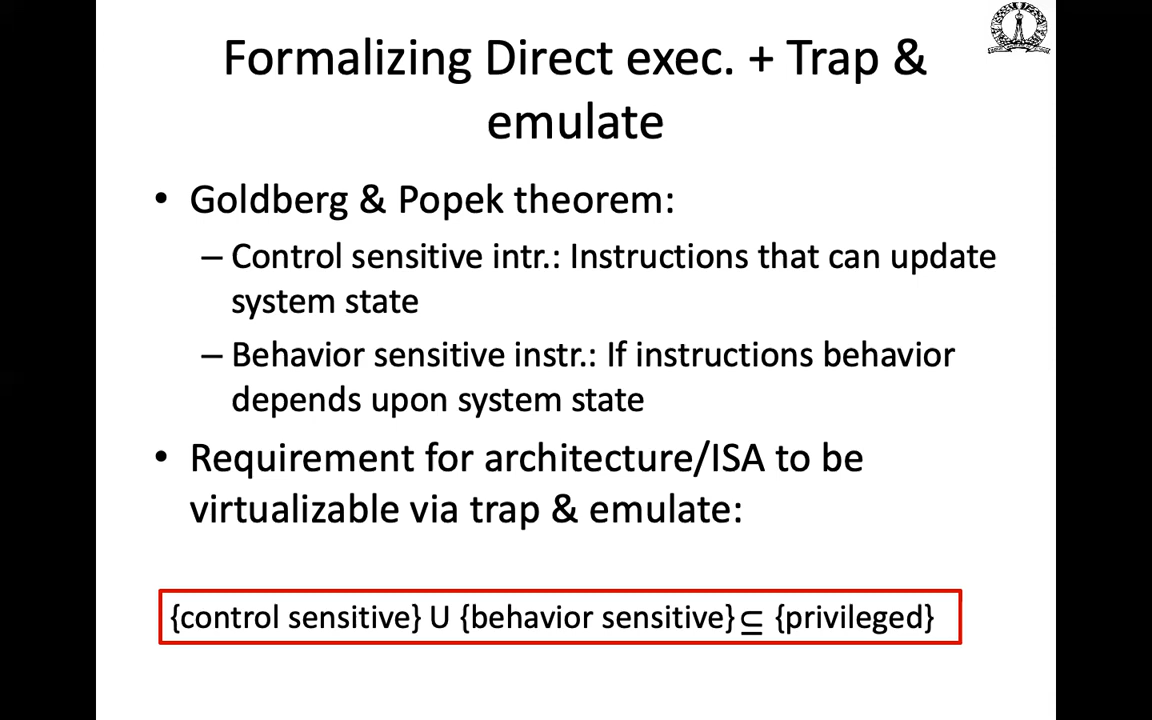 Formalizing Direct exec. + Trap &
emulate
• Goldberg & Popek theorem:
– Control sensitive intr.: Instructions that can update
system state
– Behavior sensitive instr.: If instructions behavior
depends upon system state
• Requirement for architecture/ISA to be
virtualizable via trap & emulate:
{control sensitive} U {behavior sensitive} ⊆ {privileged}